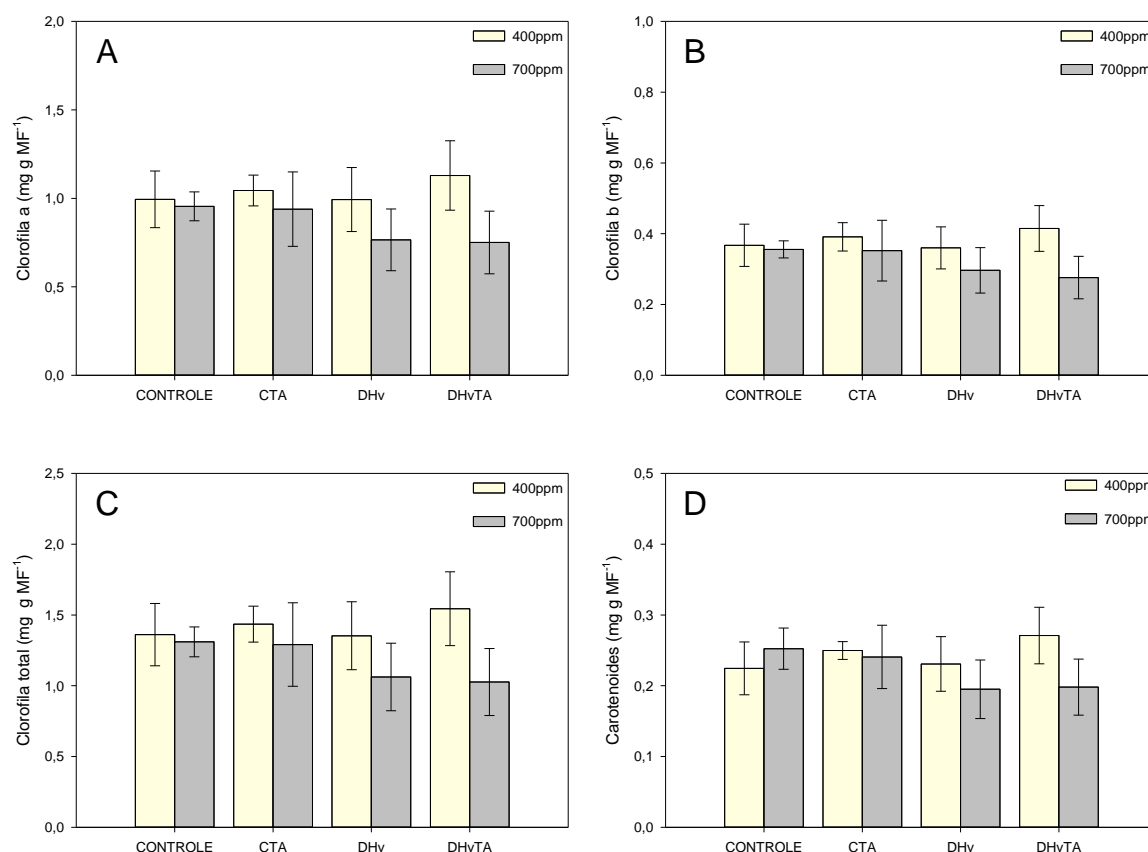 A
Clorofila a (mg g MF-1)
2,0
1,5
1,0
0,5
0,0
400ppm
700ppm
CONTROLE CTA DHv DHvTA
B
Clorofila b (mg g MF-1)
1,0
0,8
0,6
0,4
0,2
0,0
400ppm
700ppm
CONTROLE CTA DHv DHvTA
C
Clorofila total (mg g MF-1)
2,5
2,0
1,5
1,0
0,5
0,0
400ppm
700ppm
CONTROLE CTA DHv DHvTA
D
Carotenoides (mg g MF-1)
0,5
0,4
0,3
0,2
0,1
0,0
400ppm
700ppm
CONTROLE CTA DHv DHvTA